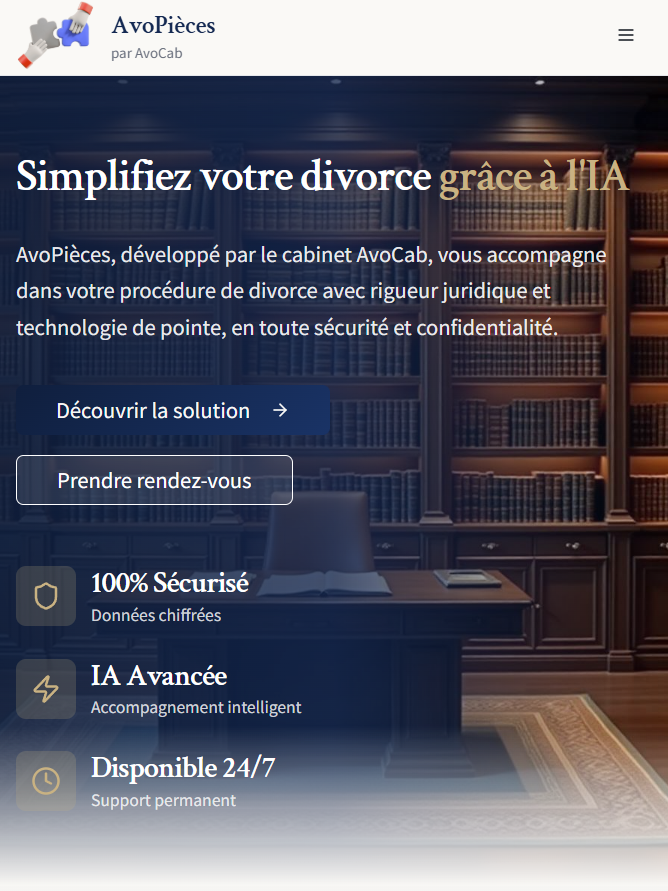 AvoPièces
par AvoCab
Simplifiez votre divorce grâce à l'IA
AvoPièces, développé par le cabinet AvoCab, vous accompagne
dans votre procédure de divorce avec rigueur juridique et
technologie de pointe, en toute sécurité et confidentialité.
Découvrir la solution →
Prendre rendez-vous
100% Sécurisé
Données chiffrées
IA Avancée
Accompagnement intelligent
Disponible 24/7
Support permanent